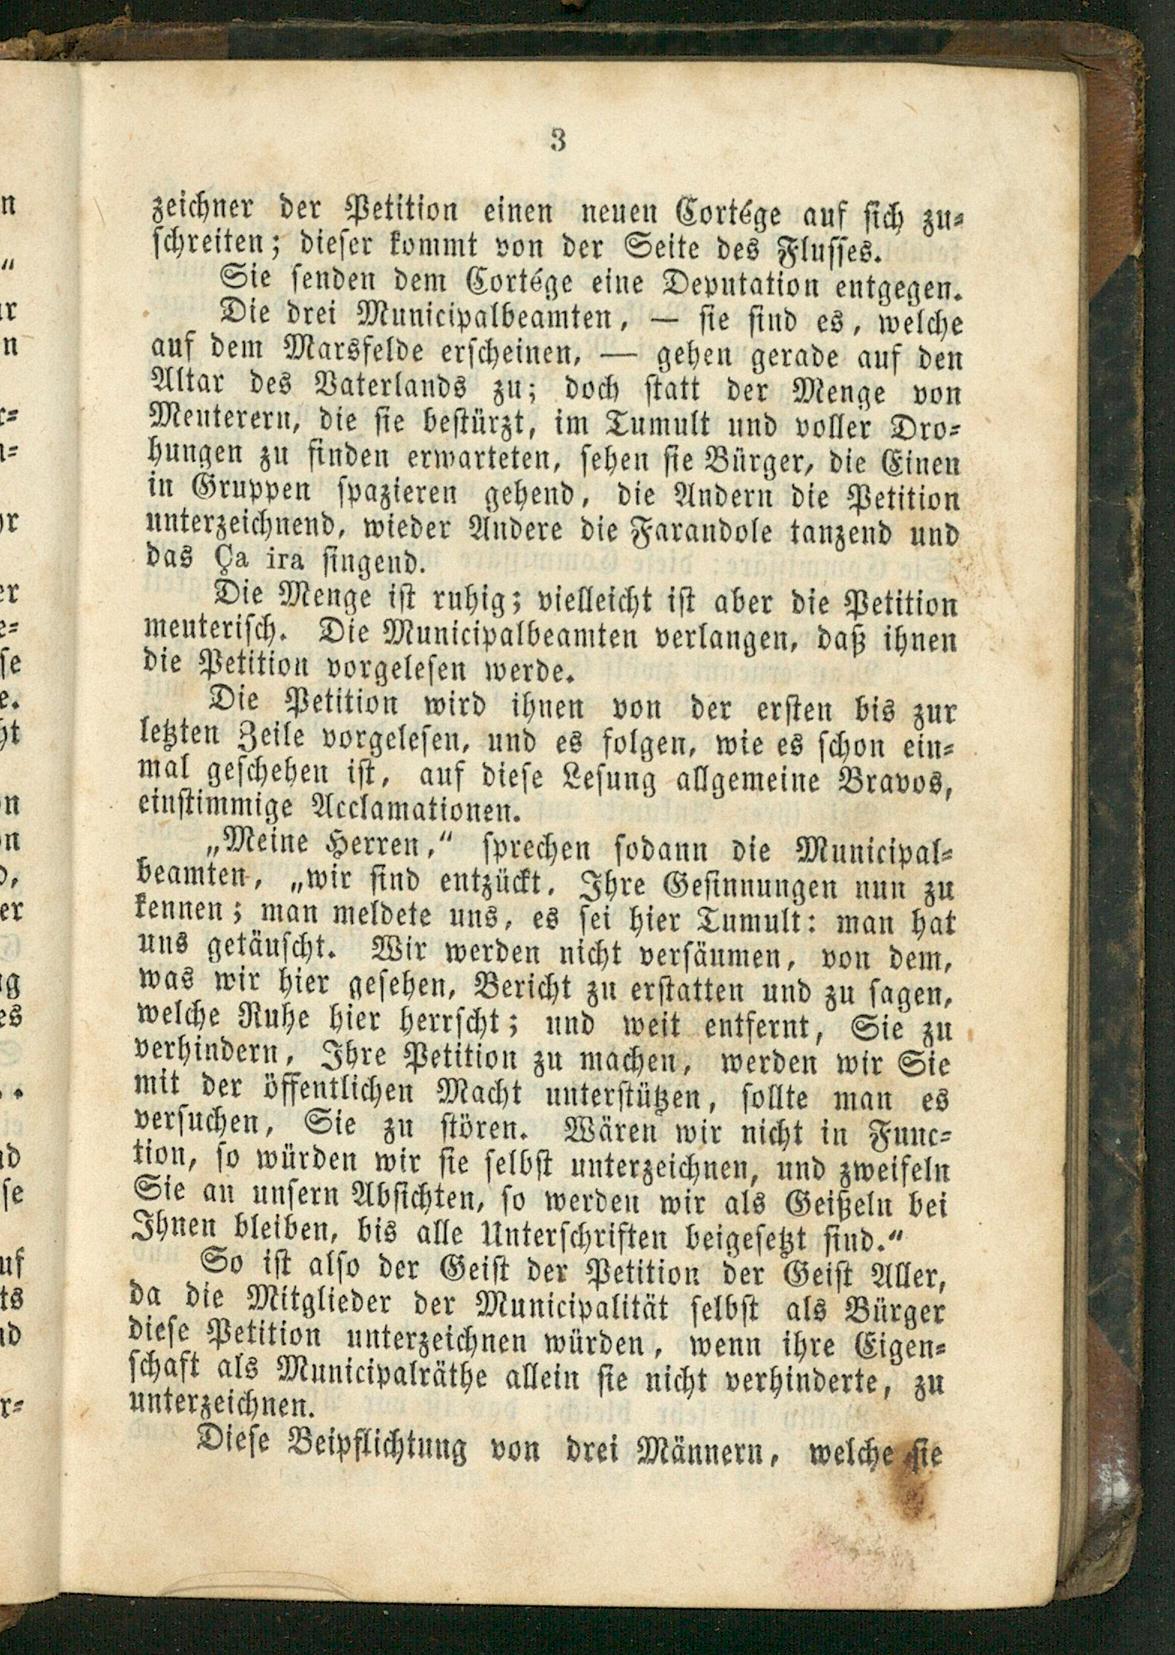 3
zeichner der Petition einen neuen Cortége auf sich zu-
schreiten; dieser kommt von der Seite des Flusses.
Sie senden dem Cortége eine Deputation entgegen.
Die drei Municipalbeamten, — sie sind es, welche
auf dem Marsfelde erscheinen, — gehen gerade auf den
Altar des Vaterlands zu; doch statt der Menge von
Meuterern, die sie bestürzt, im Tumult und voller Dro-
hungen zu finden erwarteten, sehen sie Bürger, die Einen
in Gruppen spazieren gehend, die Andern die Petition
unterzeichnend, wieder Andere die Farandole tanzend und
das Ça ira singend.
Die Menge ist ruhig; vielleicht ist aber die Petition
meuterisch. Die Municipalbeamten verlangen, daß ihnen
die Petition vorgelesen werde.
Die Petition wird ihnen von der ersten bis zur
letzten Zeile vorgelesen, und es folgen, wie es schon ein-
mal geschehen ist, auf diese Lesung allgemeine Bravos,
einstimmige Acclamationen.
„Meine Herren,“ sprechen sodann die Municipal-
beamten, „wir sind entzückt, Ihre Gesinnungen nun zu
kennen; man meldete uns, es sei hier Tumult: man hat
uns getäuscht. Wir werden nicht versäumen, von dem,
was wir hier gesehen, Bericht zu erstatten und zu sagen,
welche Ruhe hier herrscht; und weit entfernt, Sie zu
verhindern, Ihre Petition zu machen, werden wir Sie
mit der öffentlichen Macht unterstützen, sollte man es
versuchen, Sie zu stören. Wären wir nicht in Func-
tion, so würden wir sie selbst unterzeichnen, und zweifeln
Sie an unsern Absichten, so werden wir als Geißeln bei
Ihnen bleiben, bis alle Unterschriften beigesetzt sind.“
So ist also der Geist der Petition der Geist Aller,
da die Mitglieder der Municipalität selbst als Bürger
diese Petition unterzeichnen würden, wenn ihre Eigen-
schaft als Municipalräthe allein sie nicht verhinderte, zu
unterzeichnen.
Diese Beipflichtung von drei Männern, welche sie